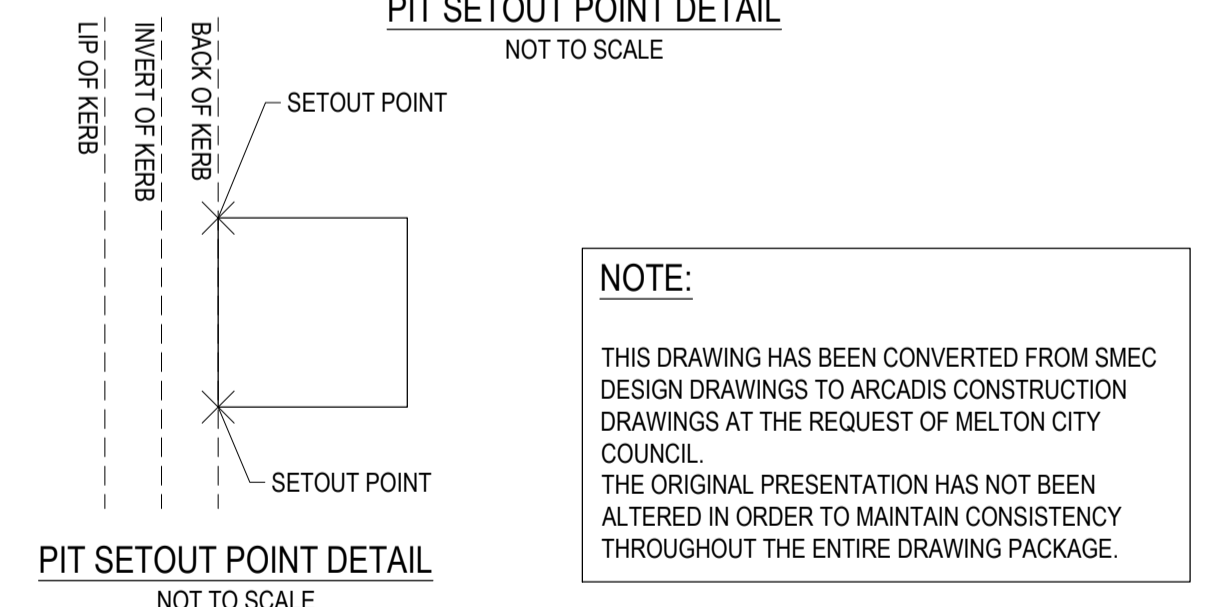 PIT SETOUT POINT DETAIL
NOT TO SCALE
LIP OF KERB
INVERT OF KERB
BACK OF KERB
SETOUT POINT
SETOUT POINT
PIT SETOUT POINT DETAIL
NOT TO SCALE
NOTE:
THIS DRAWING HAS BEEN CONVERTED FROM SMEC
DESIGN DRAWINGS TO ARCADIS CONSTRUCTION
DRAWINGS AT THE REQUEST OF MELTON CITY
COUNCIL.
THE ORIGINAL PRESENTATION HAS NOT BEEN
ALTERED IN ORDER TO MAINTAIN CONSISTENCY
THROUGHOUT THE ENTIRE DRAWING PACKAGE.